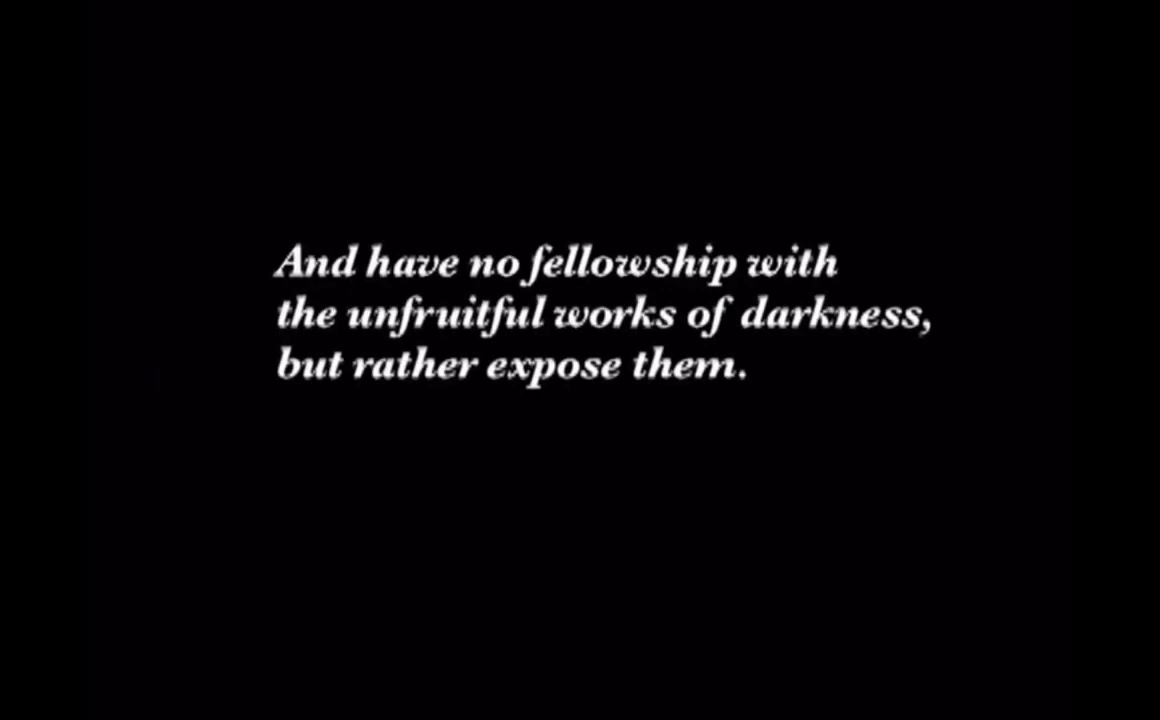 And have no fellowship with
the unfruitful works of darkness,
but rather expose them.